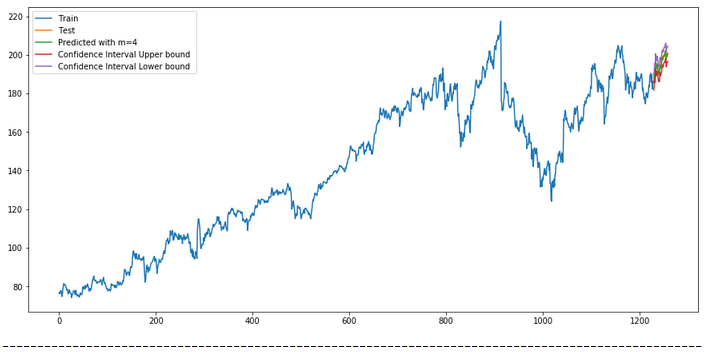 220
Train
Test
Predicted with m=4
Confidence Interval Upper bound
Confidence Interval Lower bound
200
180
160
140
120
100
80
0 200 400 600 800 1000 1200